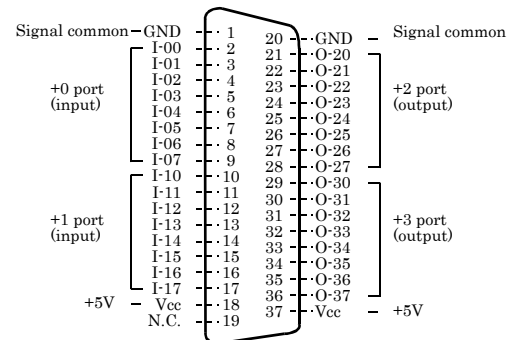 Signal common GND 1
I-00 2
I-01 3
I-02 4
I-03 5
I-04 6
I-05 7
I-06 8
I-07 9
+0 port
(input)
I-10 10
I-11 11
I-12 12
I-13 13
I-14 14
I-15 15
I-16 16
I-17 17
+1 port
(input)
+5V Vcc 18
N.C. 19
20 GND Signal common
21 O-20
22 O-21
23 O-22
24 O-23
25 O-24
26 O-25
27 O-26
28 O-27
+2 port
(output)
29 O-30
30 O-31
31 O-32
32 O-33
33 O-34
34 O-35
35 O-36
36 O-37
+3 port
(output)
37 Vcc +5V